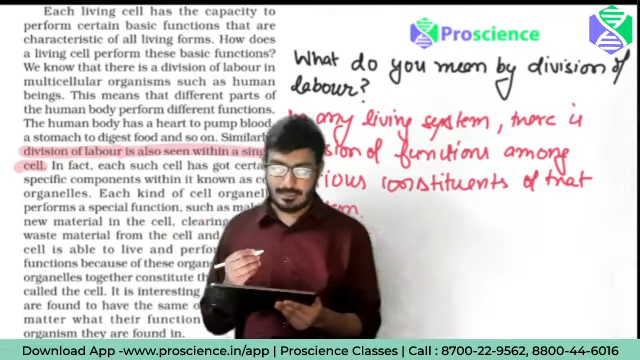 Each living cell has the capacity to
perform certain basic functions that are
characteristic of all living forms. How does
a living cell perform these basic functions?
We know that there is a division of labour in
multicellular organisms such as human
beings. This means that different parts of
the human body perform different functions.
The human body has a heart to pump blood,
a stomach to digest food and so on. Similarly
division of labour is also seen within a sing
cell. In fact, each such cell has got certa
specific components within it known as ce
organelles. Each kind of cell organell
performs a special function, such as mak
new material in the cell, clearing
waste material from the cell and
cell is able to live and perfor
functions because of these organ
organelles together constitute th
called the cell. It is interesting
are found to have the same o
matter what their function
organism they are found in.
Proscience
What do you mean by division of
labour?
In any living system, there is
sion of functions among
rious constituents of that
Download App -www.proscience.in/app | Proscience Classes | Call : 8700-22-9562, 8800-44-6016